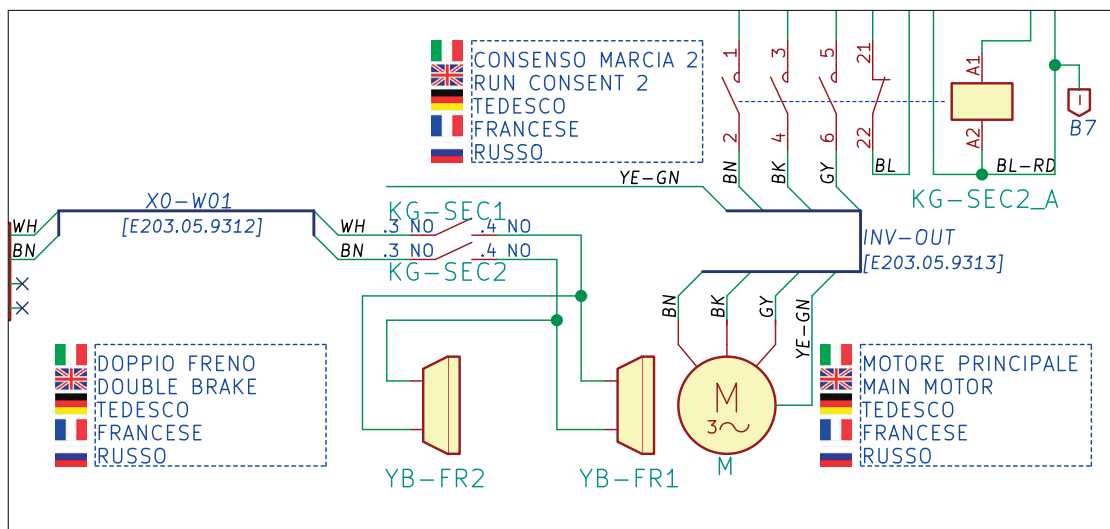 CONSENSO MARCIA 2
RUN CONSENT 2
TEDESCO
FRANCESE
RUSSO
1
3
5
21
A1
2
4
6
22
A2
I
B7
BN
BK
GY
BL
BL-RD
KG-SEC2_A
YE-GN
X0-W01
[E203.05.9312]
WH
BN
WH
BN
KG-SEC1
.3 NO
.4 NO
.3 NO
.4 NO
KG-SEC2
INV-OUT
[E203.05.9313]
BN
BK
GY
YE-GN
DOPPIO FRENO
DOUBLE BRAKE
TEDESCO
FRANCESE
RUSSO
YB-FR2
YB-FR1
M
3~
M
MOTORE PRINCIPALE
MAIN MOTOR
TEDESCO
FRANCESE
RUSSO